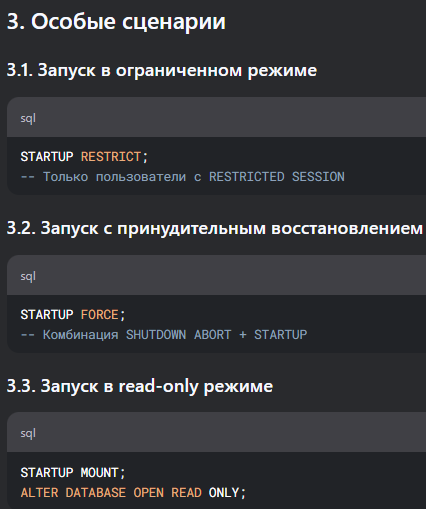 3. Особые сценарии
3.1. Запуск в ограниченном режиме
sql
STARTUP RESTRICT;
-- Только пользователи с RESTRICTED SESSION
3.2. Запуск с принудительным восстановлением
sql
STARTUP FORCE;
-- Комбинация SHUTDOWN ABORT + STARTUP
3.3. Запуск в read-only режиме
sql
STARTUP MOUNT;
ALTER DATABASE OPEN READ ONLY;